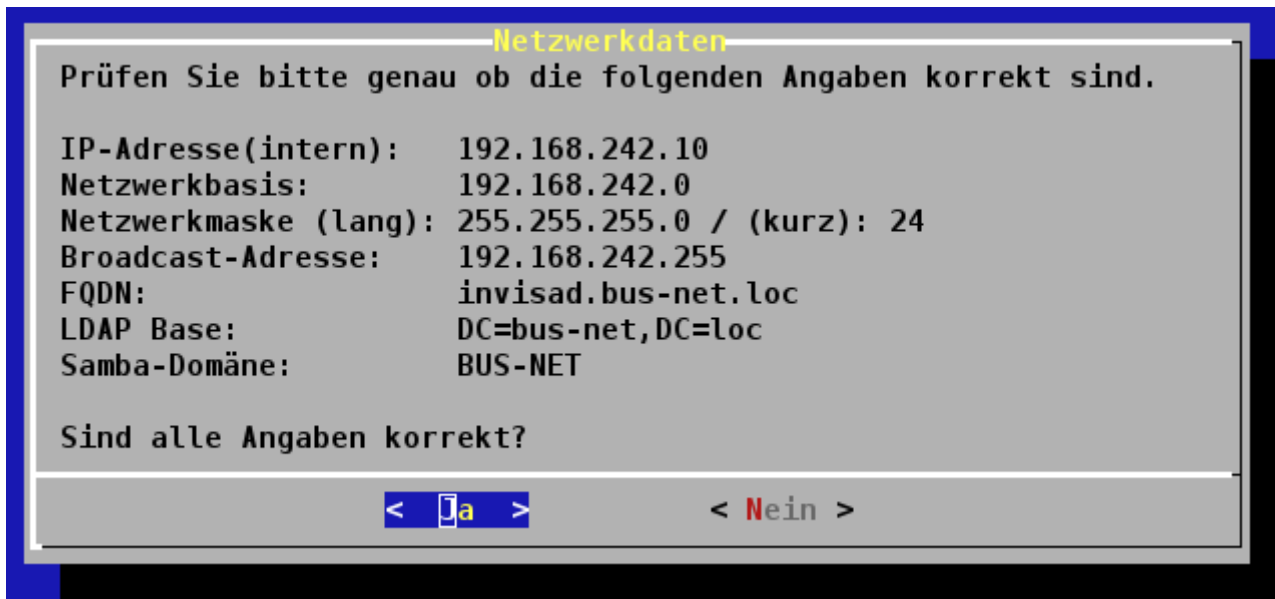 Netzwerkdaten
Prüfen Sie bitte genau ob die folgenden Angaben korrekt sind.
IP-Adresse(intern): 192.168.242.10
Netzwerkbasis: 192.168.242.0
Netzwerkmaske (lang): 255.255.255.0 / (kurz): 24
Broadcast-Adresse: 192.168.242.255
FQDN: invisad.bus-net.loc
LDAP Base: DC=bus-net,DC=loc
Samba-Domäne: BUS-NET
Sind alle Angaben korrekt?
< Ja > < Nein >